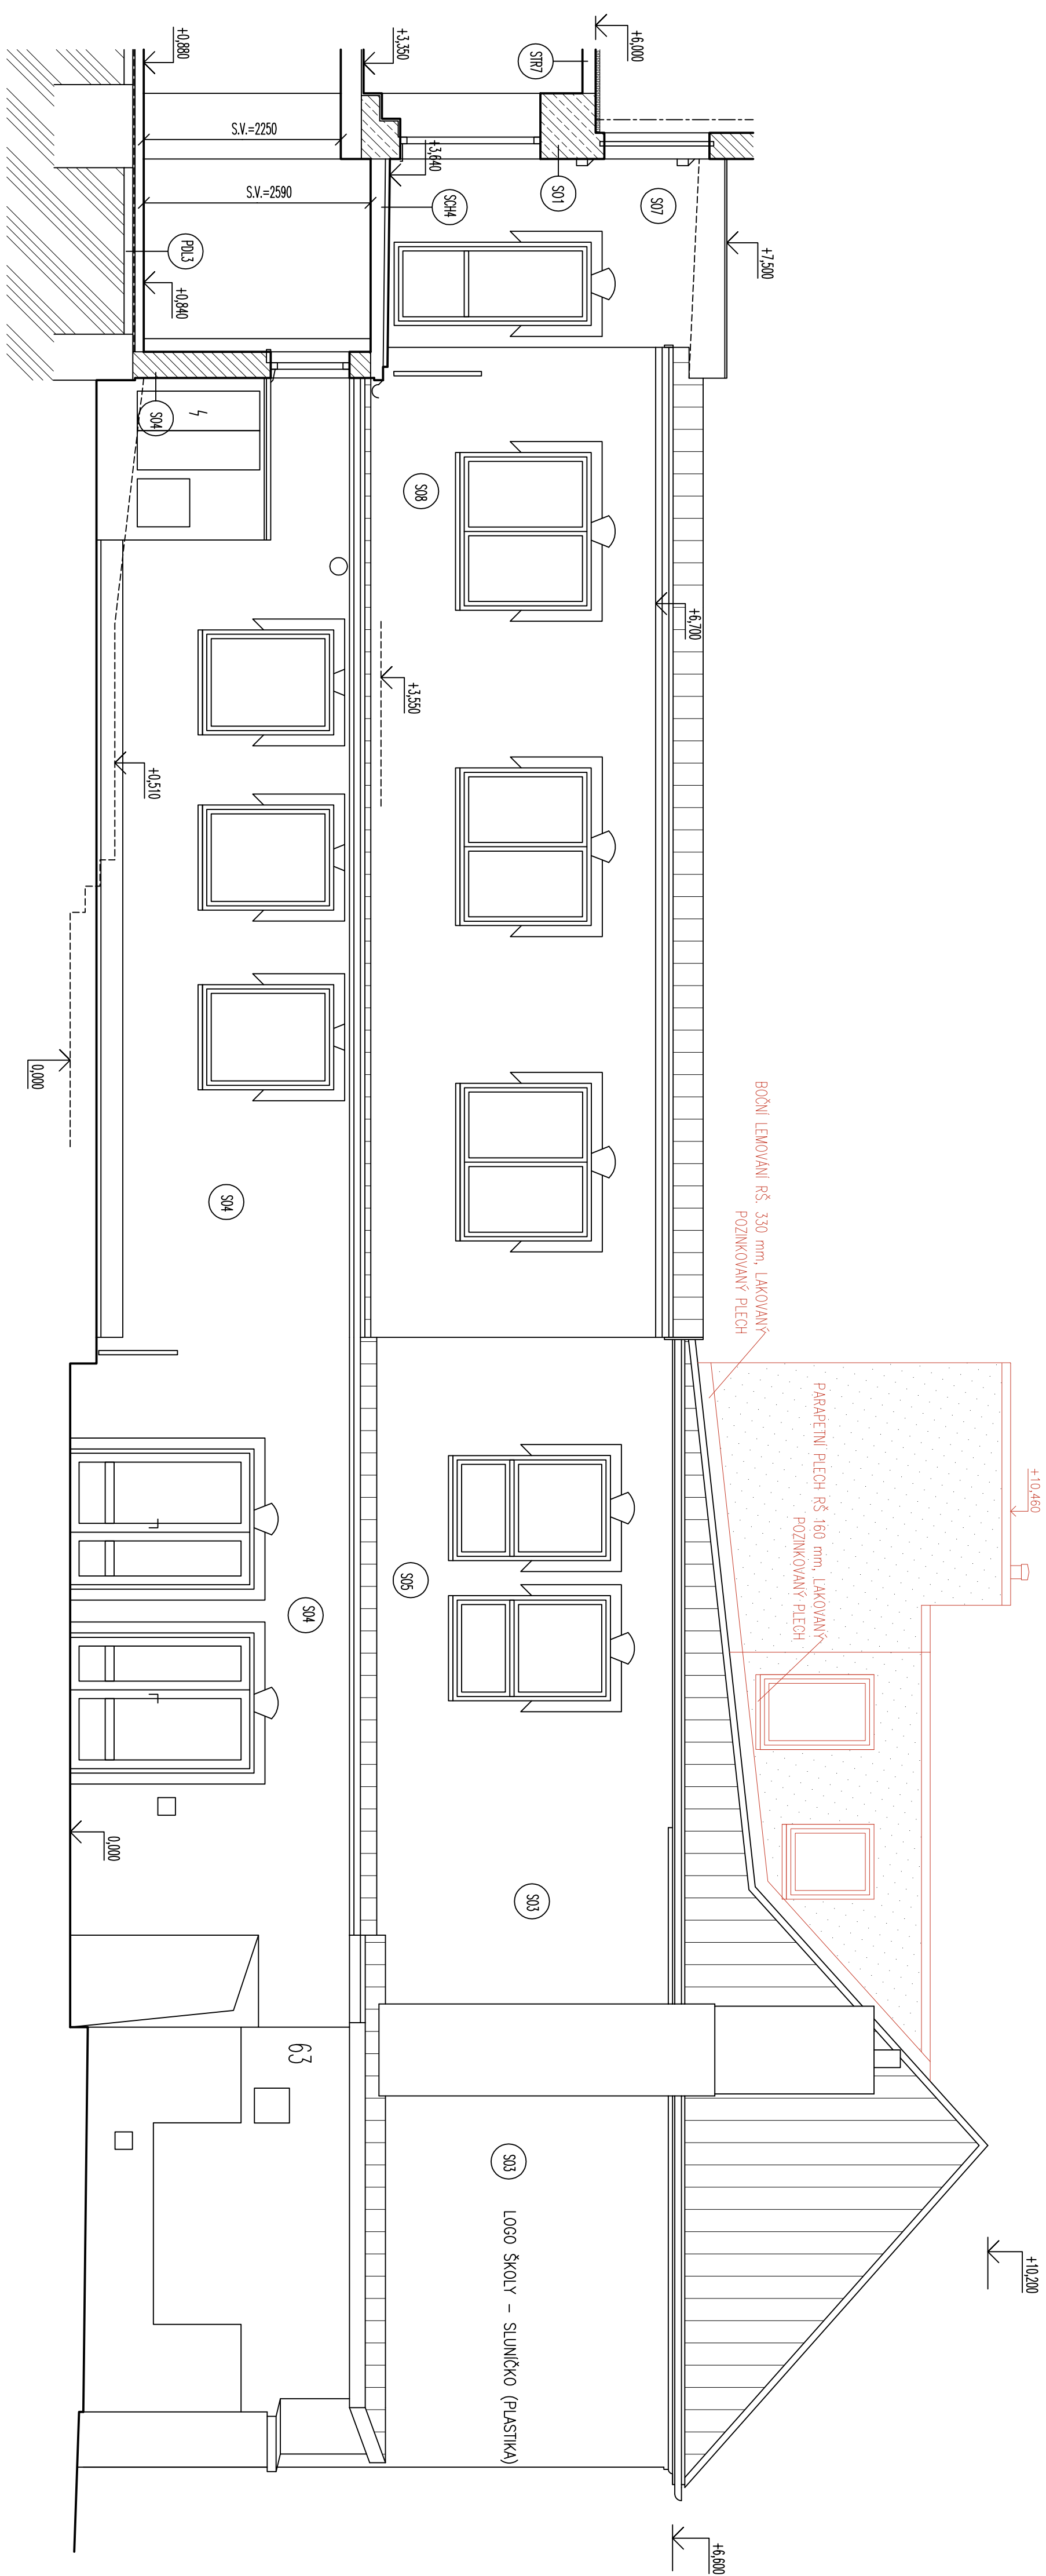 +6,000
+3,350
+0,880
STR7
S.V.=2250
+3,640
S.V.=2590
S01
S07
SCH4
+7,500
PDL3
+0,840
S04
S08
+6,700
+3,550
+0,510
0,000
S04
BOČNÍ LEMOVÁNÍ RŠ. 330 mm, LAKOVANÝ
POZINKOVANÝ PLECH
PARAPETNÍ PLECH RŠ 160 mm, LAKOVANÝ
POZINKOVANÝ PLECH
+10,460
S05
S04
0,000
S03
63
S03
LOGO ŠKOLY – SLUNÍČKO (PLASTIKA)
+10,200
+6,600